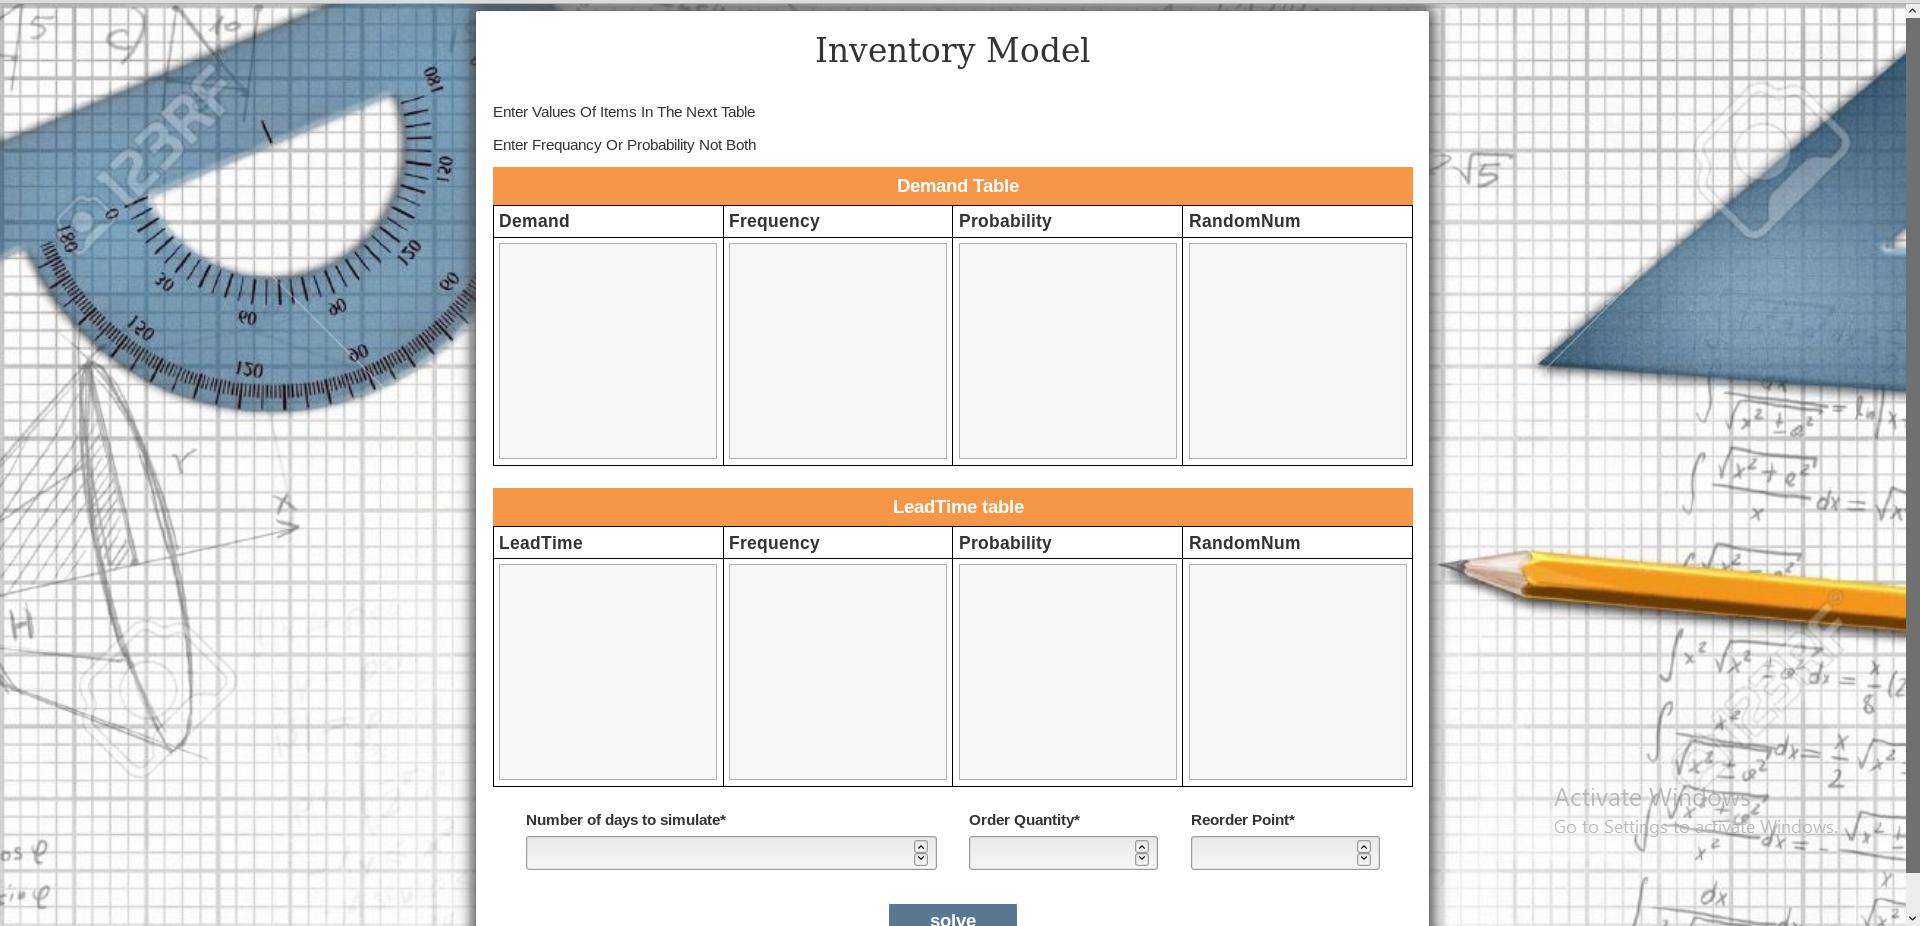 Inventory Model
Enter Values Of Items In The Next Table
Enter Frequancy Or Probability Not Both
Demand Table
Demand Frequency Probability RandomNum
LeadTime table
LeadTime Frequency Probability RandomNum
Number of days to simulate* Order Quantity* Reorder Point*
solve
Activate Windows
Go to Settings to activate Windows.
123RF